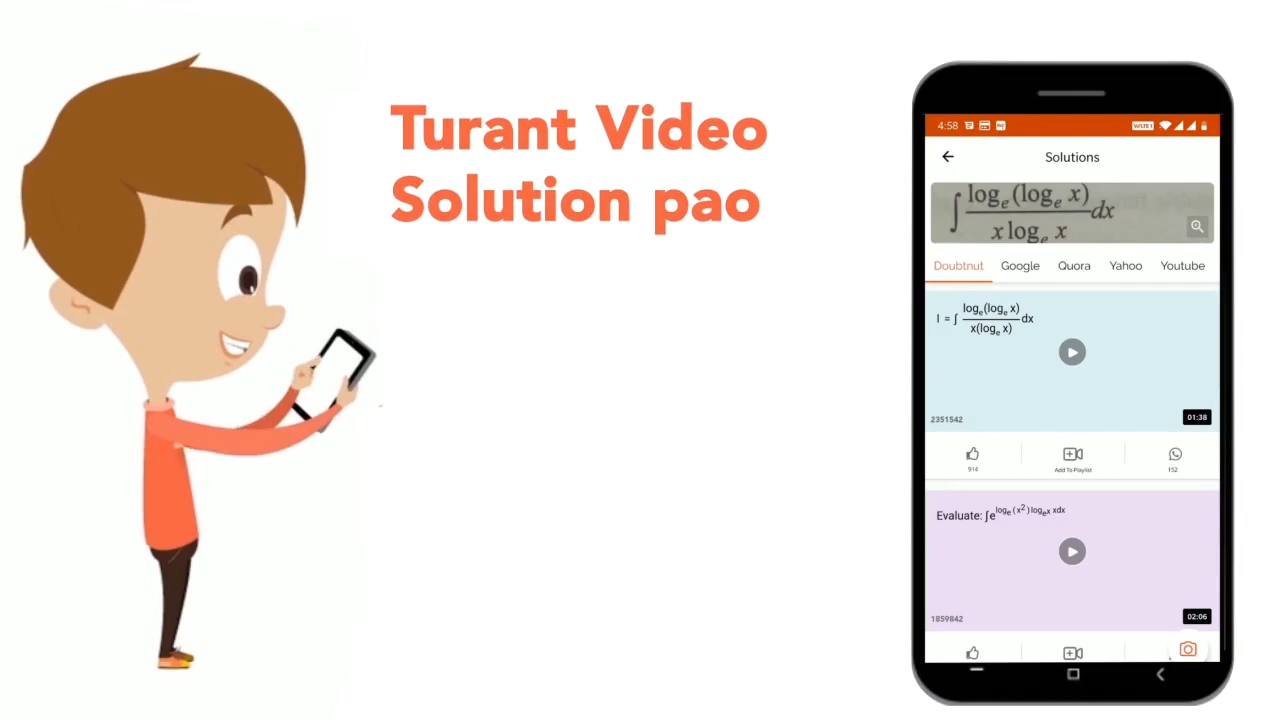 Turant Video
Solution pao
4:58
Solutions
∫ logₑ(logₑ x) / x logₑ x dx
Doubtnut Google Quora Yahoo Youtube
I = ∫ logₑ(logₑ x) / x(logₑ x) dx
2351542 01:38
914 Add To Playlist 152
Evaluate: ∫e^logₑ(x²)logₑx xdx
1859842 02:06